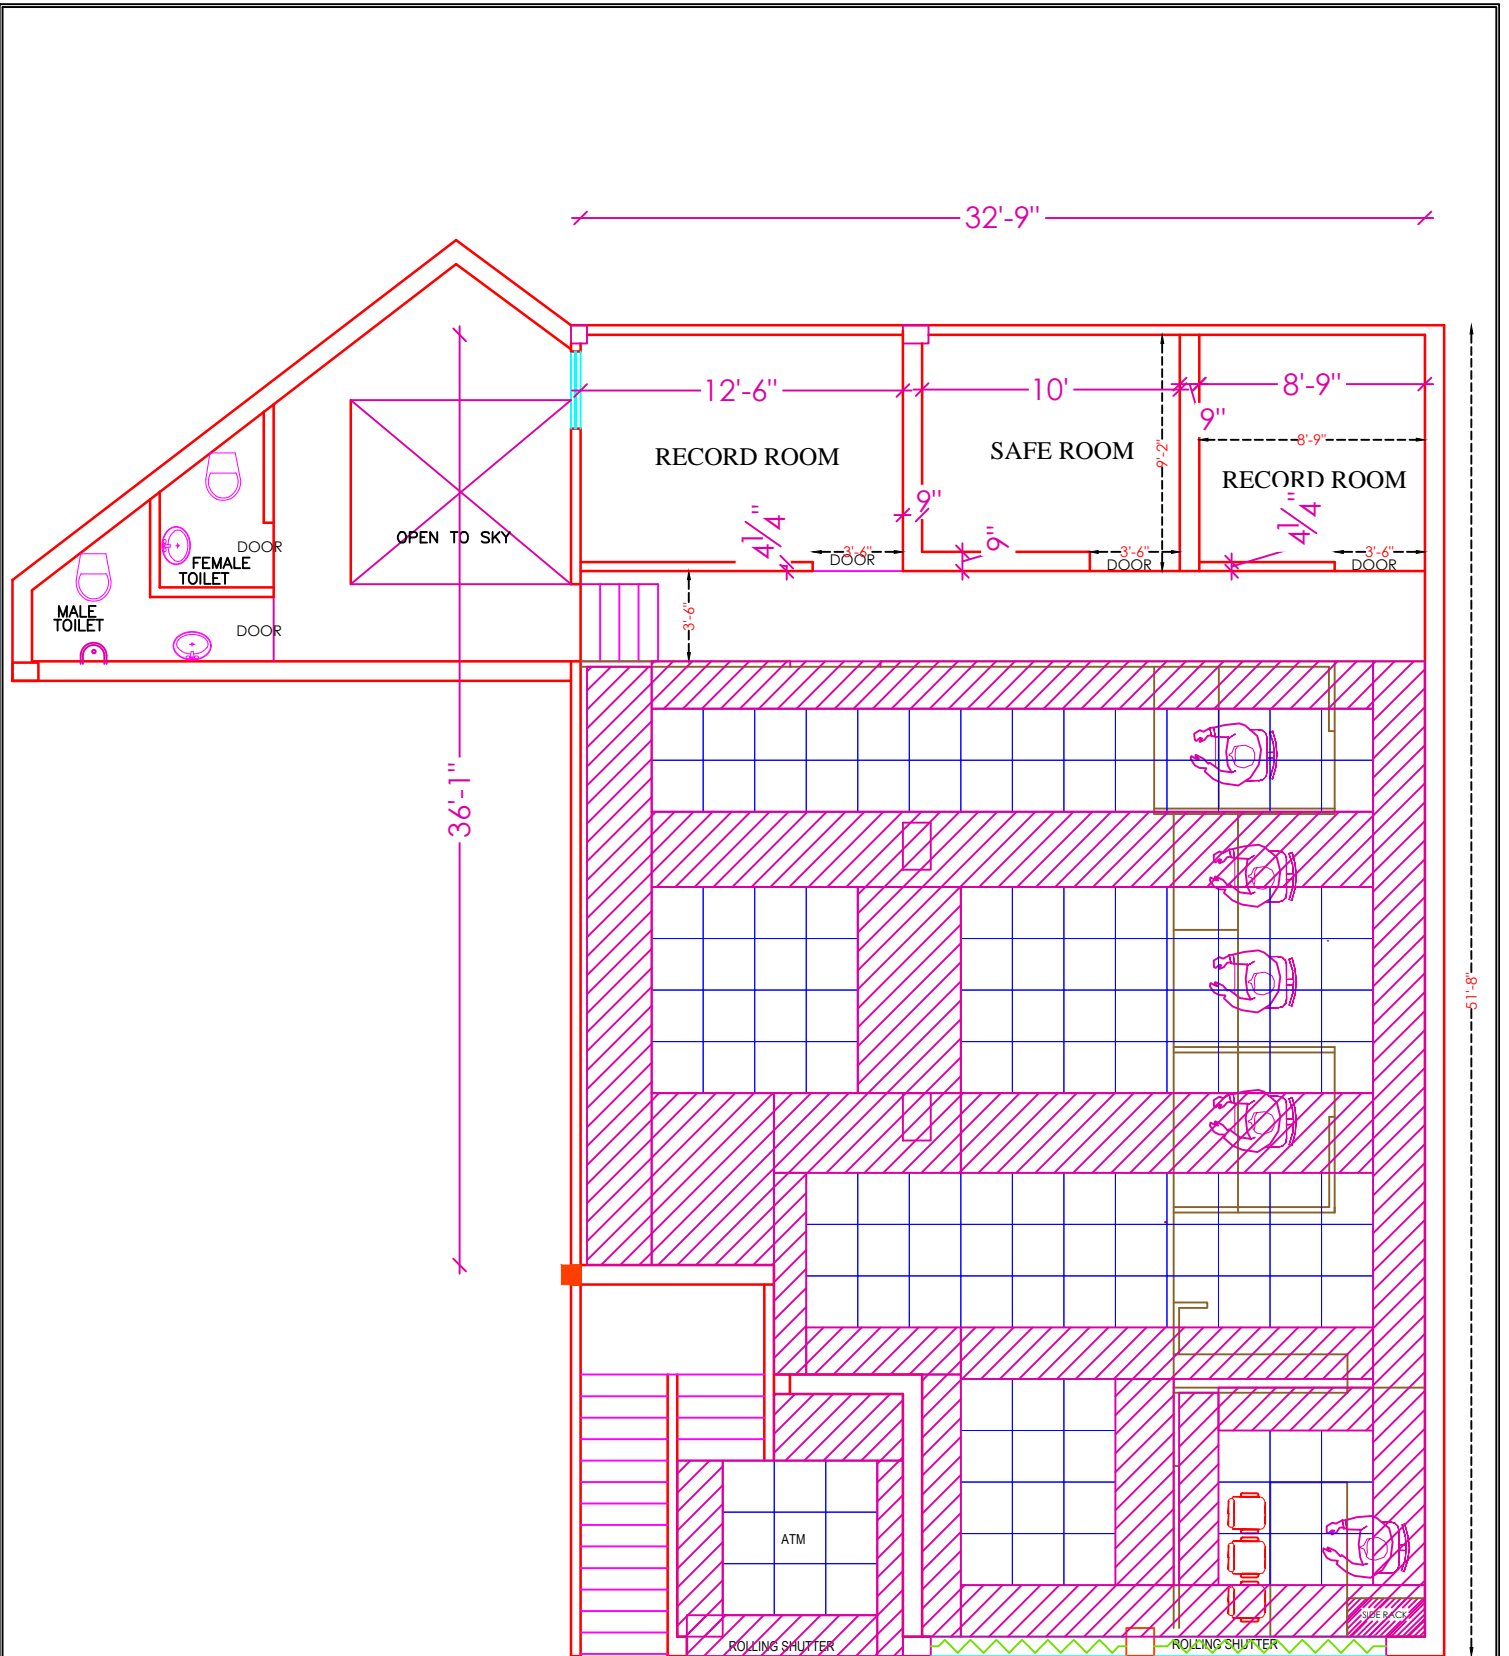 32'-9"
12'-6"
10'
8'-9"
9"
8'-9"
9'-2"
RECORD ROOM
SAFE ROOM
RECORD ROOM
9"
4 1/4"
9"
4 1/4"
3'-6"
DOOR
3'-6"
DOOR
3'-6"
DOOR
OPEN TO SKY
DOOR
FEMALE
TOILET
MALE
TOILET
DOOR
3'-6"
36'-1"
51'-8"
ATM
SIDE RACK
ROLLING SHUTTER
ROLLING SHUTTER